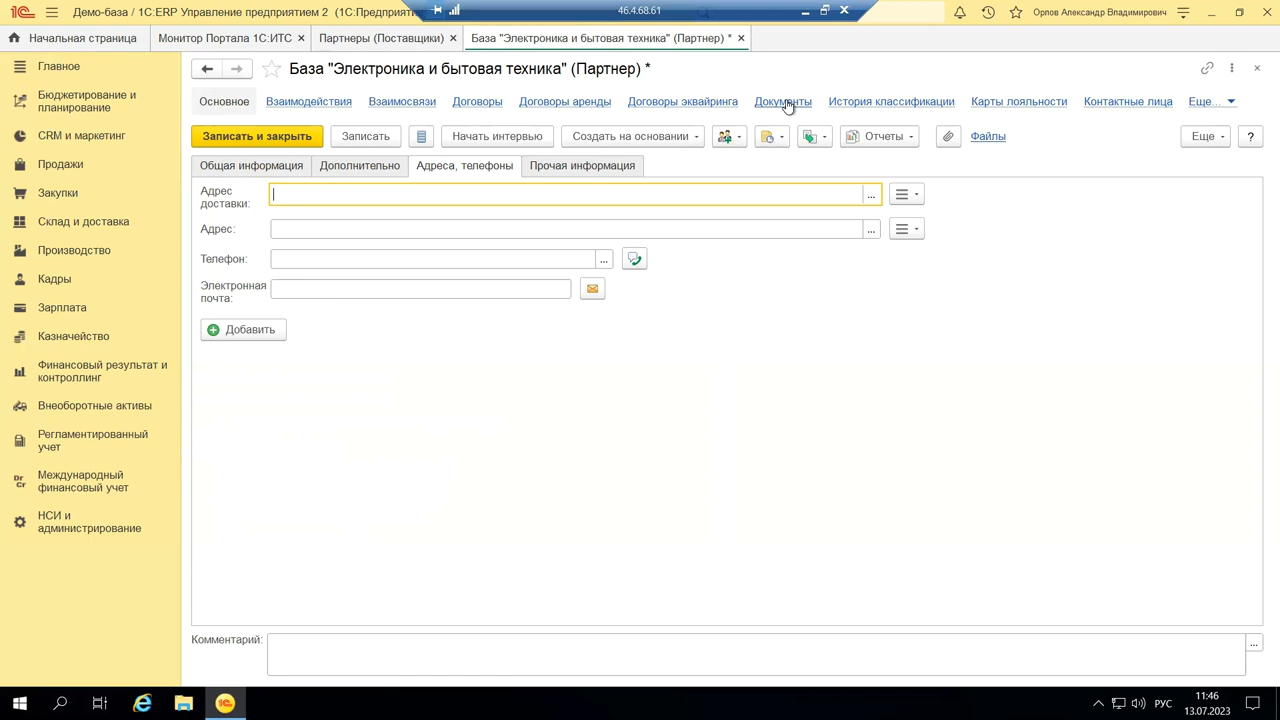 Демо-база / 1C:ERP Управление предприятием 2 (1С:Предприяти
46.4.68.61
Орлов Александр Владимирович
Начальная страница
Монитор Портала 1С:ИТС ×
Партнеры (Поставщики) ×
База "Электроника и бытовая техника" (Партнер) * ×
База "Электроника и бытовая техника" (Партнер) *
Основное Взаимодействия Взаимосвязи Договоры Договоры аренды Договоры эквайринга Документы История классификации Карты лояльности Контактные лица Еще...
Записать и закрыть Записать Начать интервью Создать на основании Отчеты Файлы Еще ?
Общая информация Дополнительно Адреса, телефоны Прочая информация
Адрес
доставки:
...
Адрес:
...
Телефон:
...
Электронная
почта:
Добавить
Комментарий:
...
Главное
Бюджетирование и
планирование
CRM и маркетинг
Продажи
Закупки
Склад и доставка
Производство
Кадры
Зарплата
Казначейство
Финансовый результат и
контроллинг
Внеоборотные активы
Регламентированный
учет
Dr
Cr
Международный
финансовый учет
НСИ и
администрирование
РУС
11:46
13.07.2023